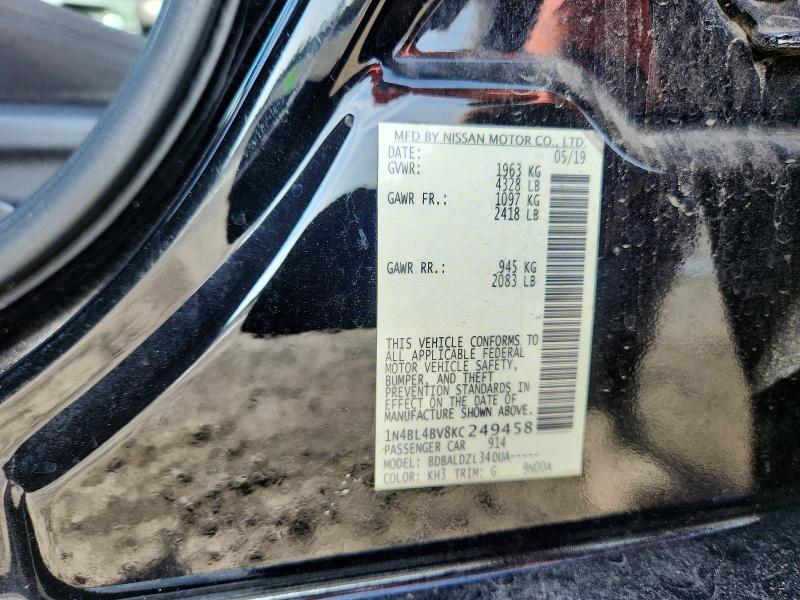 MFD BY NISSAN MOTOR CO., LTD.
DATE: 05/19
GVWR: 1963 KG
4328 LB
GAWR FR.: 1097 KG
2418 LB
GAWR RR.: 945 KG
2083 LB
THIS VEHICLE CONFORMS TO
ALL APPLICABLE FEDERAL
MOTOR VEHICLE SAFETY,
BUMPER, AND THEFT
PREVENTION STANDARDS IN
EFFECT ON THE DATE OF
MANUFACTURE SHOWN ABOVE.
1N4BL4BV8KC249458
PASSENGER CAR 914
MODEL: BDBALDZL34DUA-----
COLOR: KH3 TRIM: G 9N00A